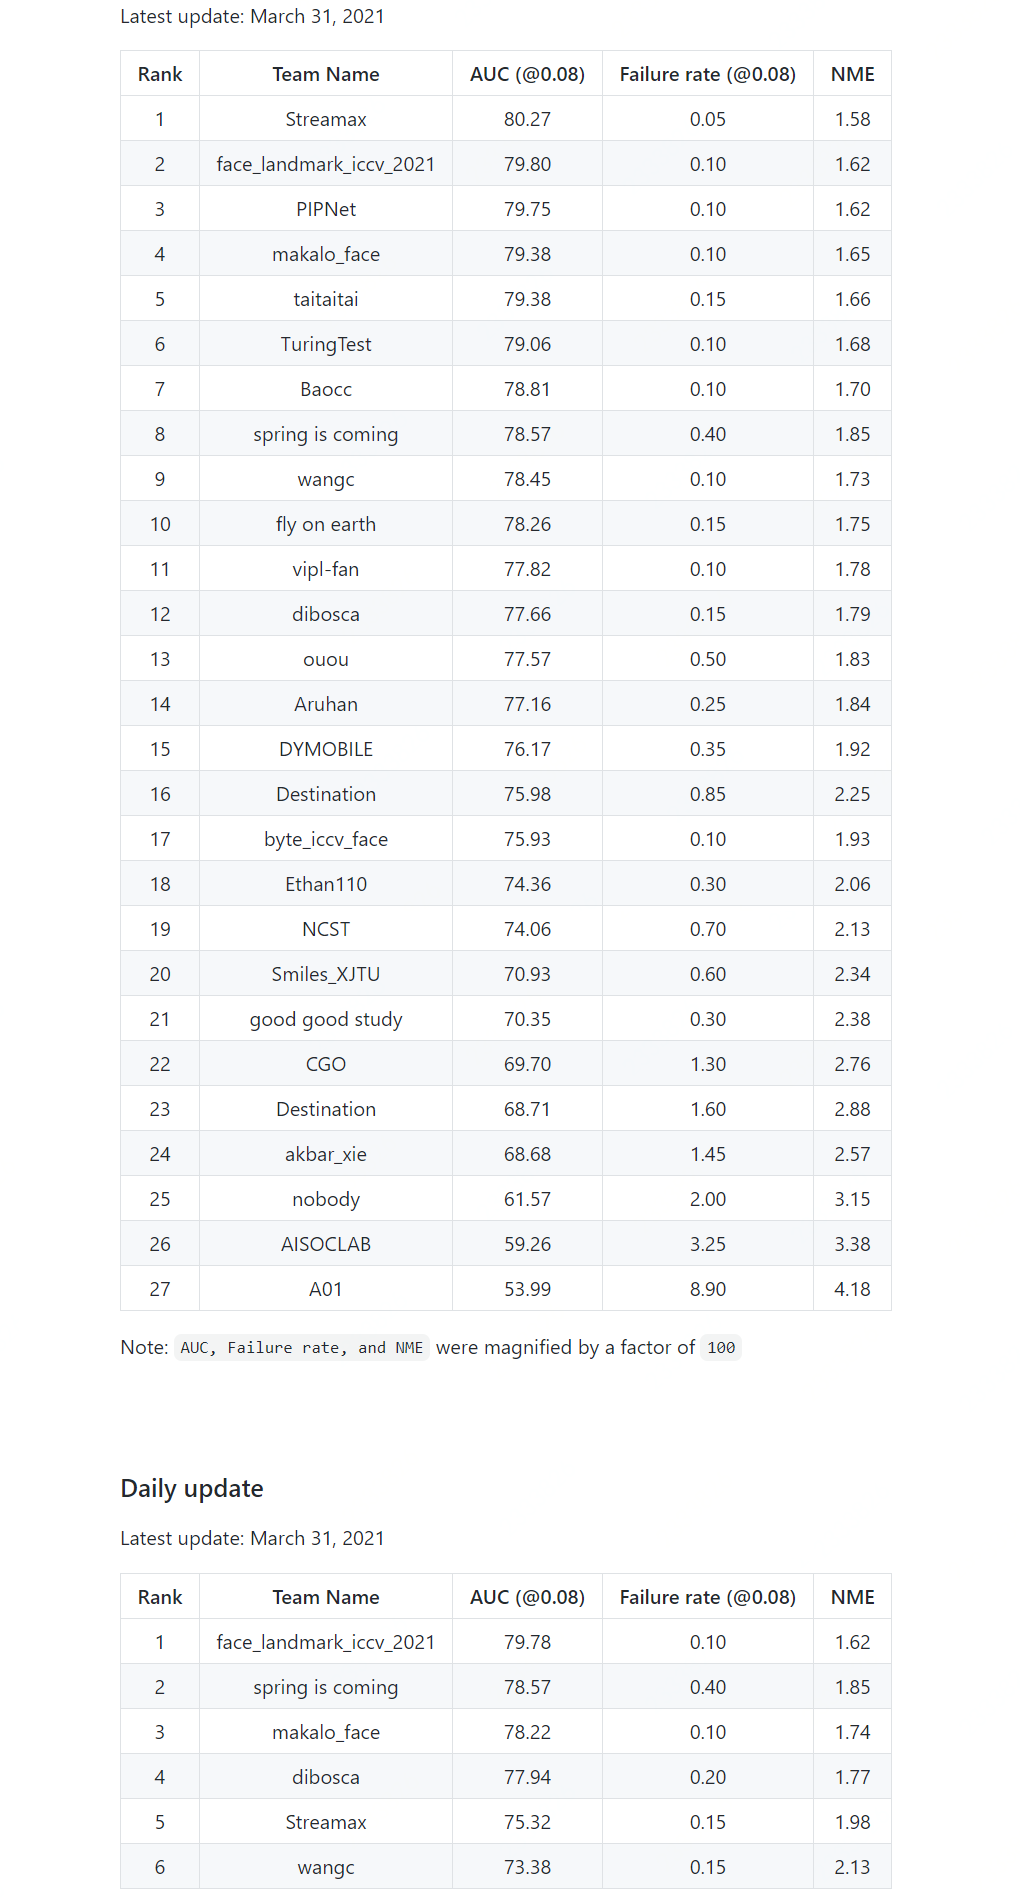 Latest update: March 31, 2021
Rank Team Name AUC (@0.08) Failure rate (@0.08) NME
1 Streamax 80.27 0.05 1.58
2 face_landmark_iccv_2021 79.80 0.10 1.62
3 PIPNet 79.75 0.10 1.62
4 makalo_face 79.38 0.10 1.65
5 taitaitai 79.38 0.15 1.66
6 TuringTest 79.06 0.10 1.68
7 Baocc 78.81 0.10 1.70
8 spring is coming 78.57 0.40 1.85
9 wangc 78.45 0.10 1.73
10 fly on earth 78.26 0.15 1.75
11 vipl-fan 77.82 0.10 1.78
12 dibosca 77.66 0.15 1.79
13 ouou 77.57 0.50 1.83
14 Aruhan 77.16 0.25 1.84
15 DYMOBILE 76.17 0.35 1.92
16 Destination 75.98 0.85 2.25
17 byte_iccv_face 75.93 0.10 1.93
18 Ethan110 74.36 0.30 2.06
19 NCST 74.06 0.70 2.13
20 Smiles_XJTU 70.93 0.60 2.34
21 good good study 70.35 0.30 2.38
22 CGO 69.70 1.30 2.76
23 Destination 68.71 1.60 2.88
24 akbar_xie 68.68 1.45 2.57
25 nobody 61.57 2.00 3.15
26 AISOCLAB 59.26 3.25 3.38
27 A01 53.99 8.90 4.18
Note: AUC, Failure rate, and NME were magnified by a factor of 100
Daily update
Latest update: March 31, 2021
Rank Team Name AUC (@0.08) Failure rate (@0.08) NME
1 face_landmark_iccv_2021 79.78 0.10 1.62
2 spring is coming 78.57 0.40 1.85
3 makalo_face 78.22 0.10 1.74
4 dibosca 77.94 0.20 1.77
5 Streamax 75.32 0.15 1.98
6 wangc 73.38 0.15 2.13